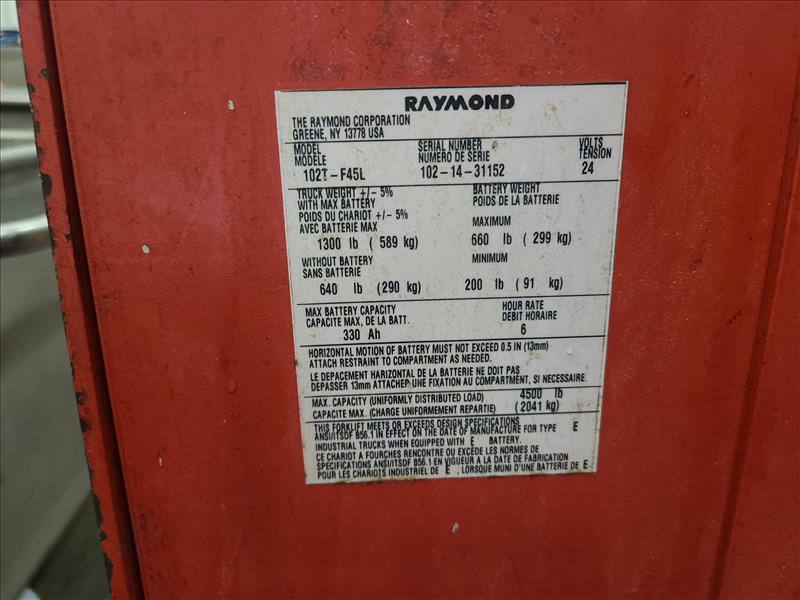 RAYMOND
THE RAYMOND CORPORATION
GREENE, NY 13778 USA
MODEL
MODÈLE
102T-F45L
SERIAL NUMBER
NUMERO DE SERIE
102-14-31152
VOLTS
TENSION
24
TRUCK WEIGHT +/- 5%
WITH MAX BATTERY
POIDS DU CHARIOT +/- 5%
AVEC BATTERIE MAX
1300 lb ( 589 kg)
BATTERY WEIGHT
POIDS DE LA BATTERIE
MAXIMUM
660 lb ( 299 kg)
WITHOUT BATTERY
SANS BATTERIE
640 lb (290 kg)
MINIMUM
200 lb ( 91 kg)
MAX BATTERY CAPACITY
CAPACITE MAX, DE LA BATT.
330 Ah
HOUR RATE
DEBIT HORAIRE
6
HORIZONTAL MOTION OF BATTERY MUST NOT EXCEED 0.5 IN (13mm)
ATTACH RESTRAINT TO COMPARTMENT AS NEEDED.
LE DEPACEMENT HARIZONTAL DE LA BATTERIE NE DOIT PAS
DEPASSER 13mm ATTACHEP UNE FIXATION AU COMPARTMENT, SI NECESSAIRE.
MAX. CAPACITY (UNIFORMLY DISTRIBUTED LOAD) 4500 lb
CAPACITE MAX. (CHARGE UNIFORMEMENT REPARTIE) (2041 kg)
THIS FORKLIFT MEETS OR EXCEEDS DESIGN SPECIFICATIONS
ANSI/ITSDF B56.1 IN EFFECT ON THE DATE OF MANUFACTURE FOR TYPE E
INDUSTRIAL TRUCKS WHEN EQUIPPED WITH E BATTERY.
CE CHARIOT A FOURCHES RENCONTRE OU EXCÈDE LES NORMES DE
SPECIFICATIONS ANSI/ITSDF B56.1 EN VIGUEUR A LA DATE DE FABRICATION
POUR LES CHARIOTS INDUSTRIEL DE E , LORSQUE MUNI D'UNE BATTERIE DE E